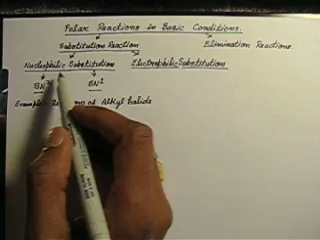 Polar Reactions in Basic Conditions.
Substitution Reaction Elimination Reactions.
Nucleophilic Substitution Electrophilic Substitution
SN SN²
Example of Alkyl halide